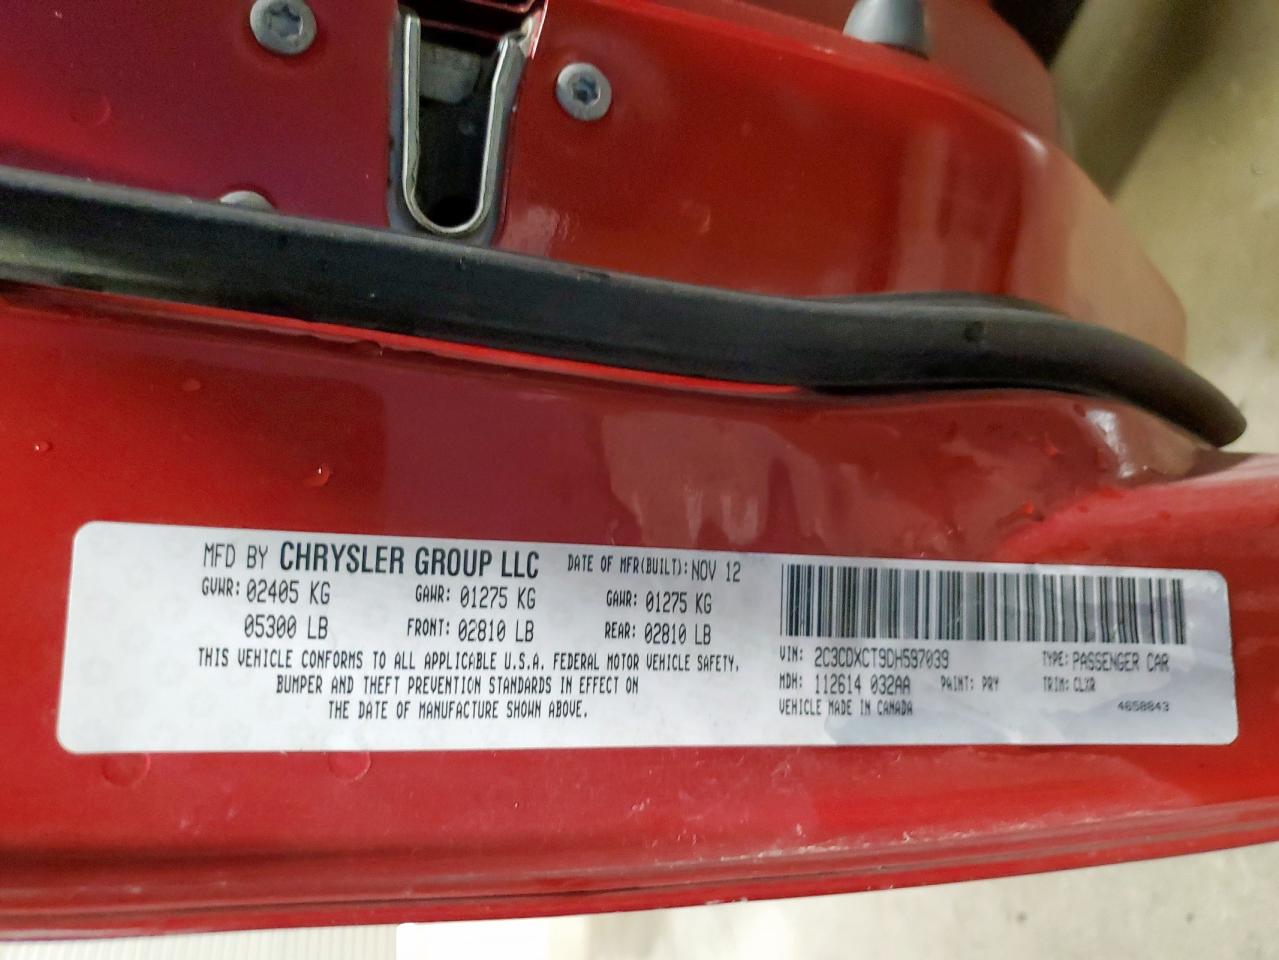 MFD BY CHRYSLER GROUP LLC DATE OF MFR(BUILT): NOV 12
GVWR: 02405 KG GAWR: 01275 KG GAWR: 01275 KG
05300 LB FRONT: 02810 LB REAR: 02810 LB
THIS VEHICLE CONFORMS TO ALL APPLICABLE U.S.A. FEDERAL MOTOR VEHICLE SAFETY,
BUMPER AND THEFT PREVENTION STANDARDS IN EFFECT ON
THE DATE OF MANUFACTURE SHOWN ABOVE.
VIN: 2C3CDXCT9DH597039 TYPE: PASSENGER CAR
MDH: 112614 032AA PAINT: PRY TRIM: CLXR
VEHICLE MADE IN CANADA 4658843